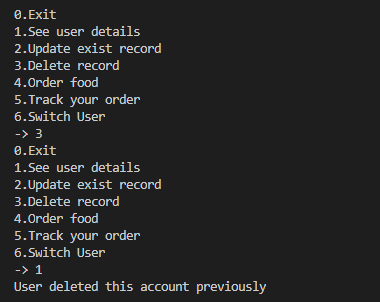 0.Exit
1.See user details
2.Update exist record
3.Delete record
4.Order food
5.Track your order
6.Switch User
-> 3
0.Exit
1.See user details
2.Update exist record
3.Delete record
4.Order food
5.Track your order
6.Switch User
-> 1
User deleted this account previously